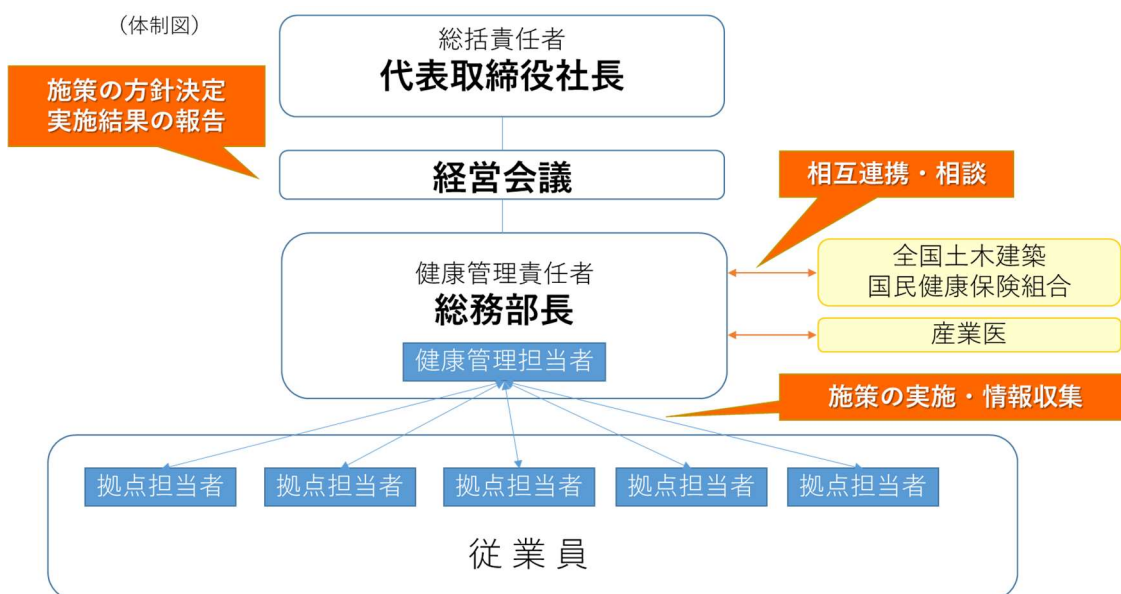 （体制図）
総括責任者
代表取締役社長
施策の方針決定
実施結果の報告
経営会議
相互連携・相談
健康管理責任者
総務部長
健康管理担当者
全国土木建築
国民健康保険組合
産業医
施策の実施・情報収集
拠点担当者
拠点担当者
拠点担当者
拠点担当者
拠点担当者
従業員